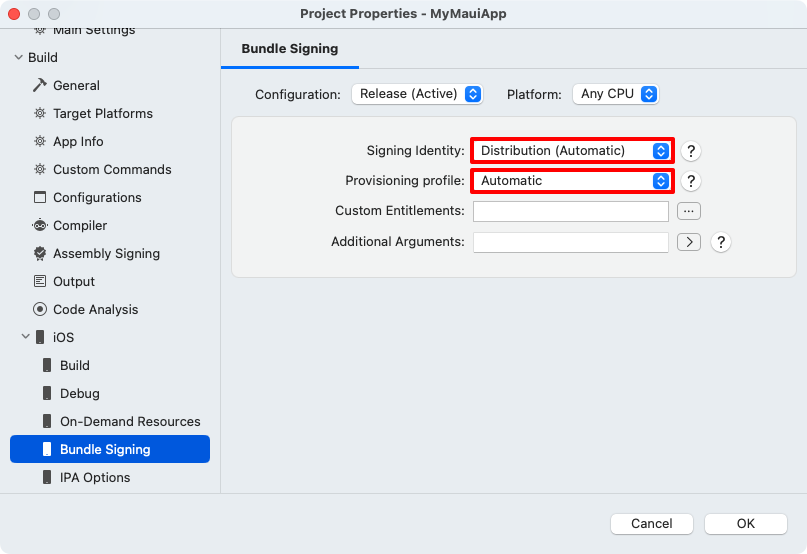 Project Properties - MyMauiApp
Main Settings
Build
General
Target Platforms
App Info
Custom Commands
Configurations
Compiler
Assembly Signing
Output
Code Analysis
iOS
Build
Debug
On-Demand Resources
Bundle Signing
IPA Options
Bundle Signing
Configuration: Release (Active) Platform: Any CPU
Signing Identity: Distribution (Automatic) ?
Provisioning profile: Automatic ?
Custom Entitlements: ...
Additional Arguments: > ?
Cancel OK